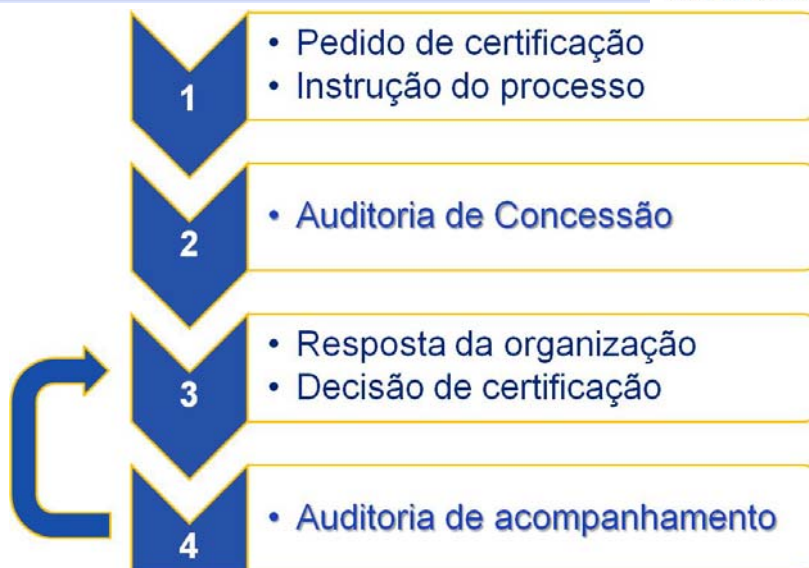 1
• Pedido de certificação
• Instrução do processo
2
• Auditoria de Concessão
3
• Resposta da organização
• Decisão de certificação
4
• Auditoria de acompanhamento